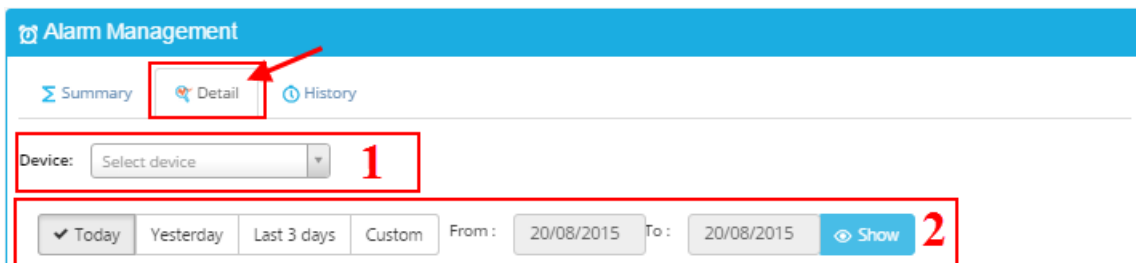 Alarm Management
Summary Detail History
Device: Select device 1
Today Yesterday Last 3 days Custom From : 20/08/2015 To : 20/08/2015 Show 2